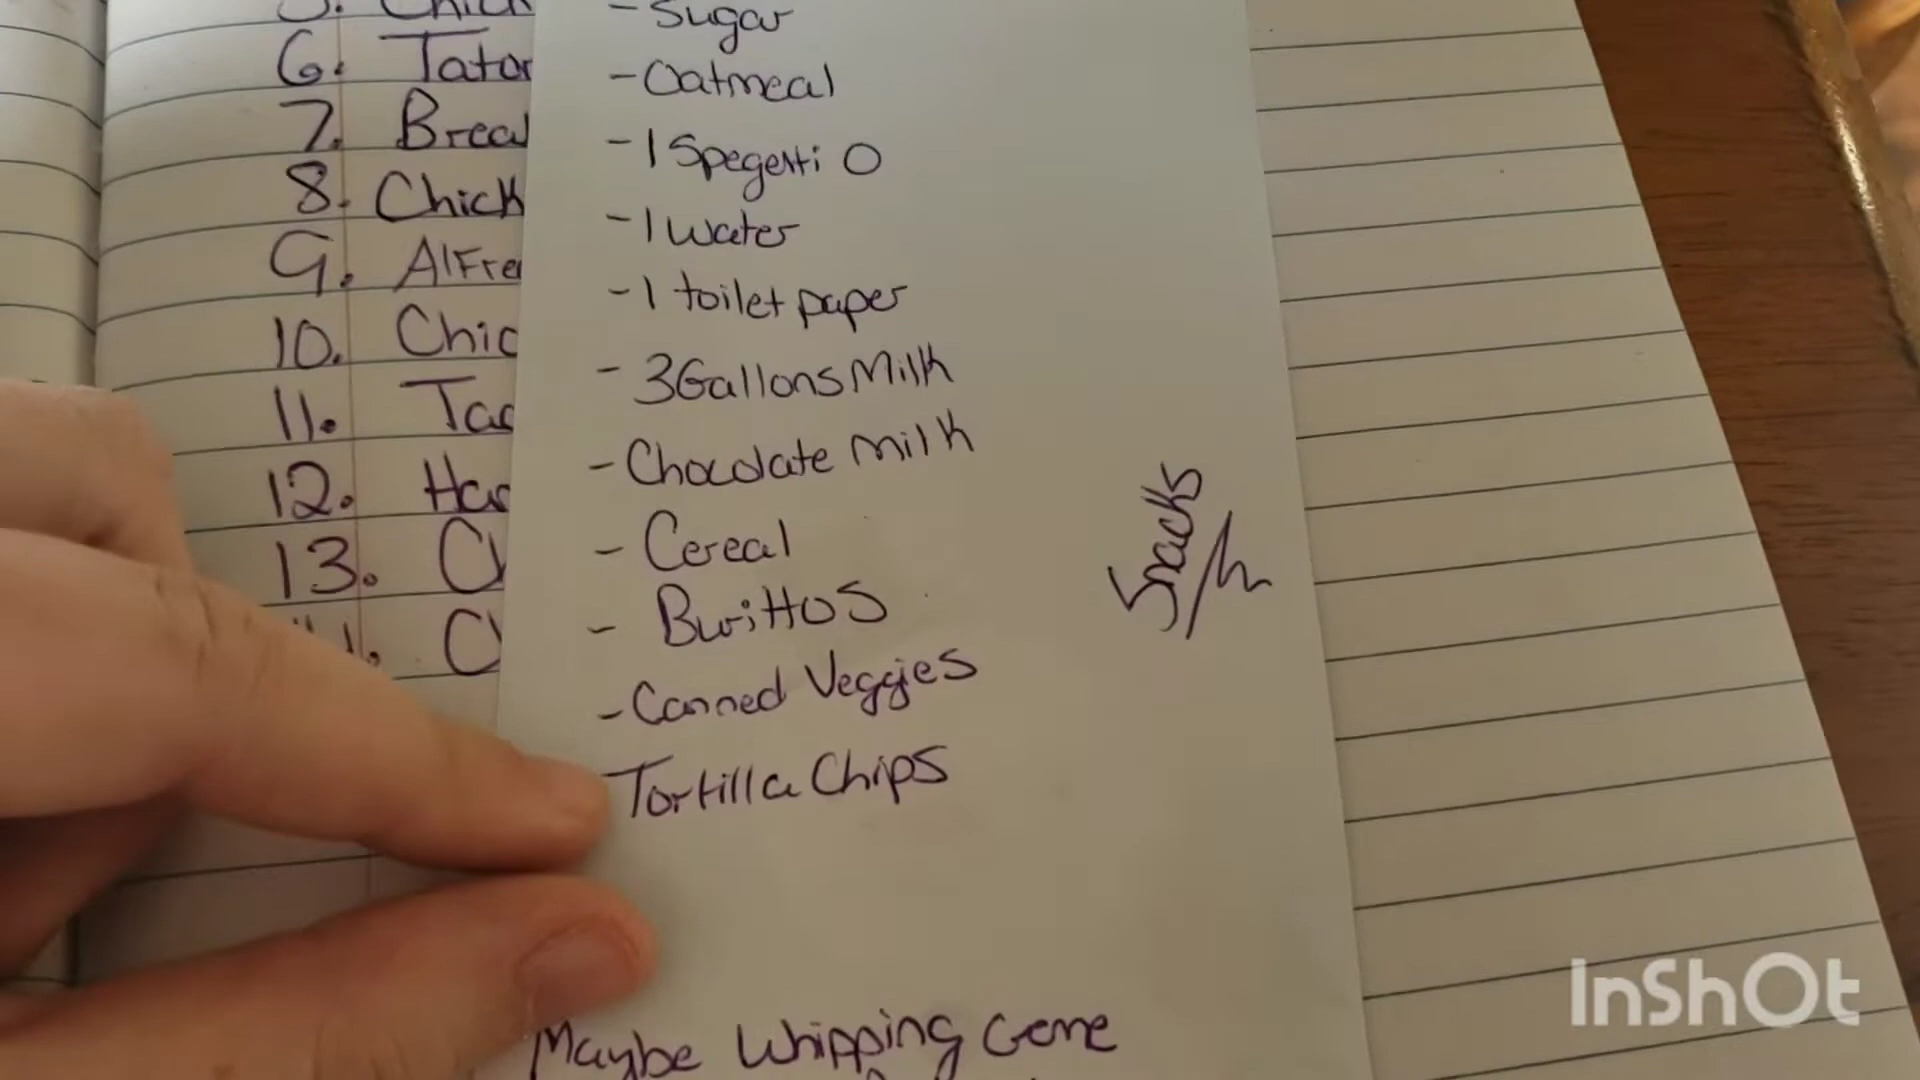 6. Tator
7. Brea
8. Chick
9. AlFre
10. Chic
11. Tac
12. Ha
13. Ch
- Sugar
- Oatmeal
- 1 Spegetti O
- 1 Water
- 1 toilet paper
- 3 Gallons Milk
- Chocolate Milk
- Cereal
- Burittos
- Canned Veggies
Tortilla Chips
Snacks
Maybe Whipping
InShOt